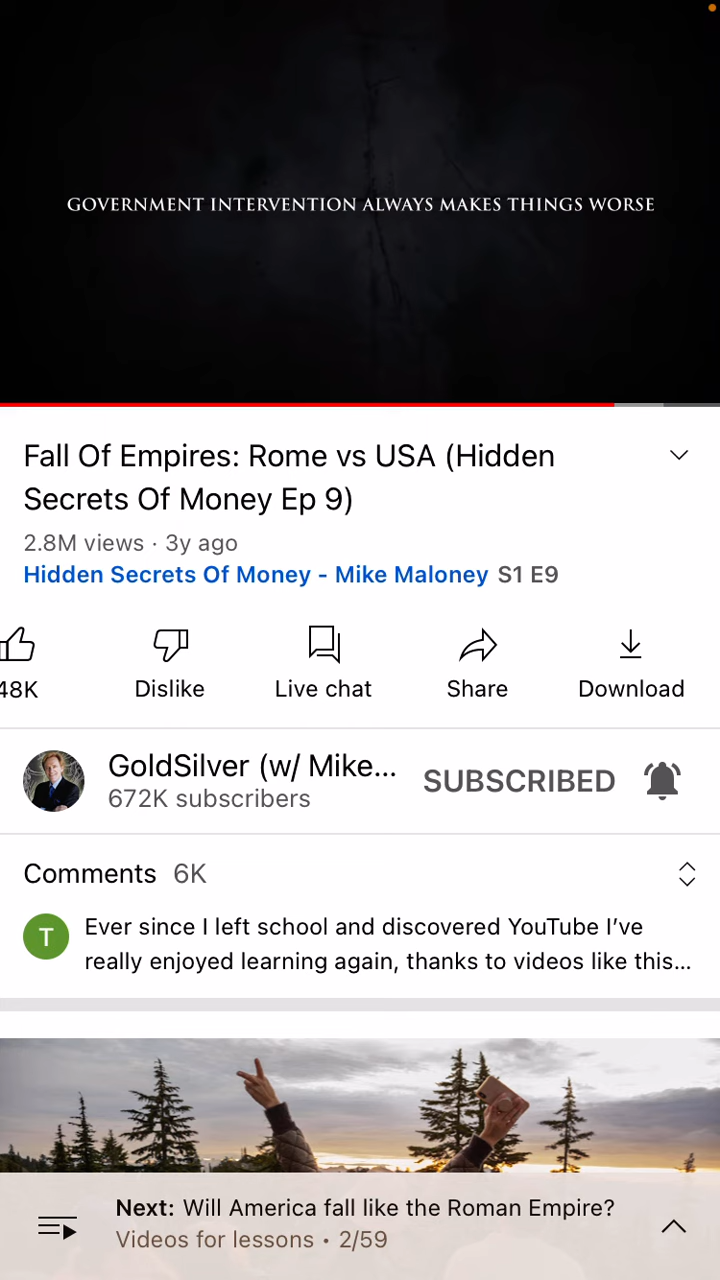 GOVERNMENT INTERVENTION ALWAYS MAKES THINGS WORSE
Fall Of Empires: Rome vs USA (Hidden
Secrets Of Money Ep 9)
2.8M views · 3y ago
Hidden Secrets Of Money - Mike Maloney S1 E9
48K
Dislike
Live chat
Share
Download
GoldSilver (w/ Mike...
672K subscribers
SUBSCRIBED
Comments 6K
T
Ever since I left school and discovered YouTube I’ve
really enjoyed learning again, thanks to videos like this...
Next: Will America fall like the Roman Empire?
Videos for lessons • 2/59